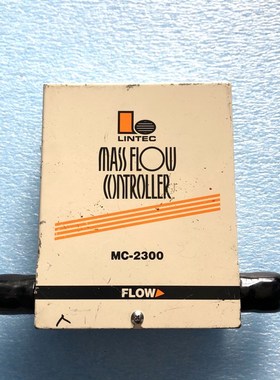 LINTEC
MASS FLOW
CONTROLLER
MC-2300
FLOW